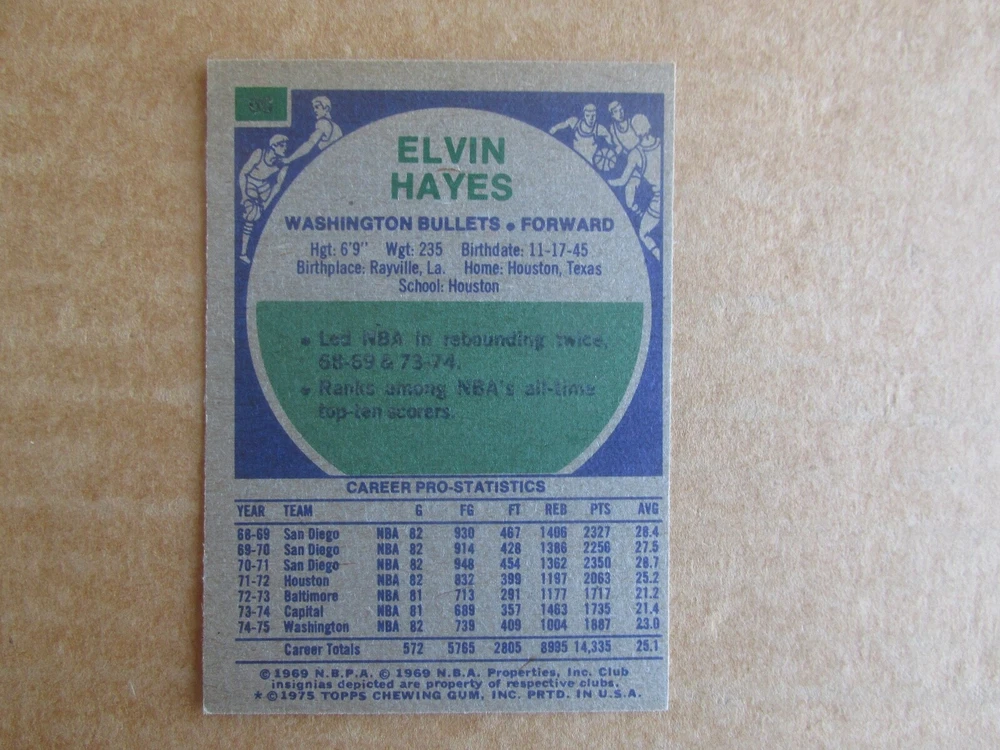 ELVIN
HAYES
WASHINGTON BULLETS • FORWARD
Hgt: 6'9" Wgt: 235 Birthdate: 11-17-45
Birthplace: Rayville, La. Home: Houston, Texas
School: Houston
• Led NBA in rebounding twice,
68-69 & 73-74.
• Ranks among NBA's all-time
top-ten scorers.
CAREER PRO-STATISTICS
YEAR TEAM G FG FT REB PTS AVG
68-69 San Diego NBA 82 930 467 1406 2327 28.4
69-70 San Diego NBA 82 914 428 1386 2256 27.5
70-71 San Diego NBA 82 948 454 1362 2350 28.7
71-72 Houston NBA 82 832 399 1197 2063 25.2
72-73 Baltimore NBA 81 713 291 1177 1717 21.2
73-74 Capital NBA 81 689 357 1463 1735 21.4
74-75 Washington NBA 82 739 409 1004 1887 23.0
Career Totals 572 5765 2805 8995 14,335 25.1
© 1969 N.B.P.A. © 1969 N.B.A. Properties, Inc. Club
insignias depicted are property of respective clubs.
* © 1975 TOPPS CHEWING GUM, INC. PRTD. IN U.S.A.